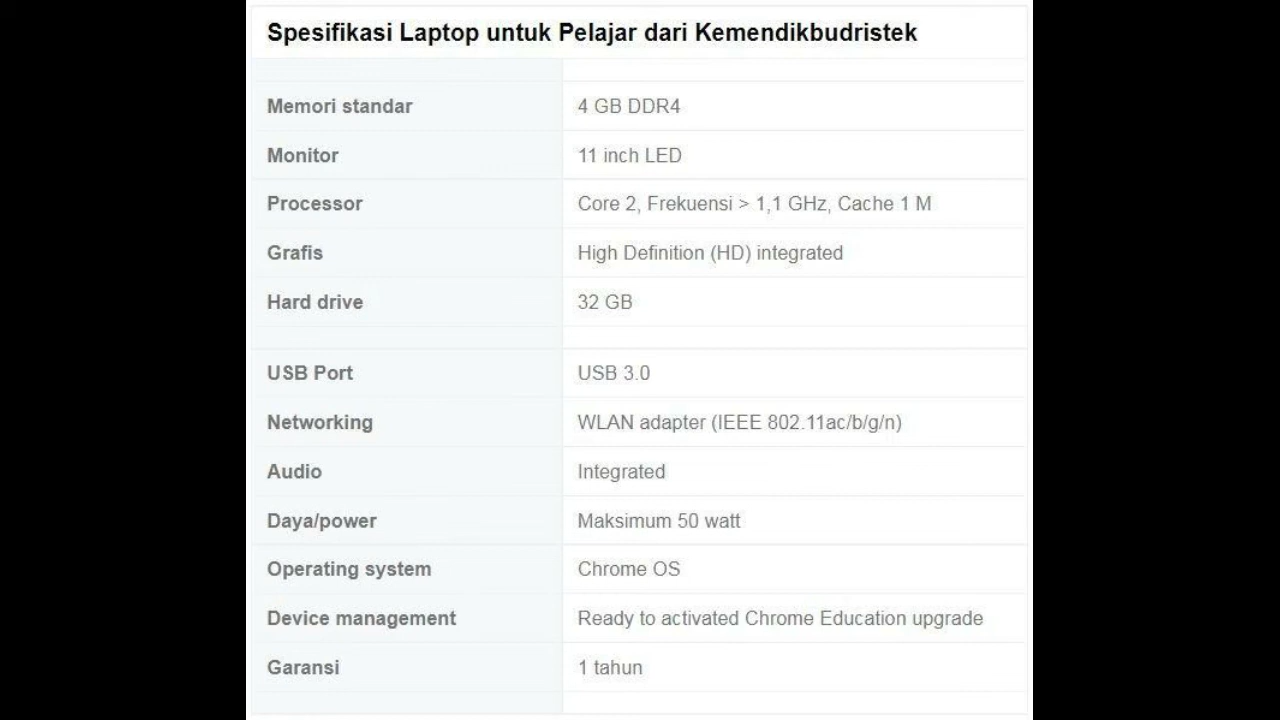 Spesifikasi Laptop untuk Pelajar dari Kemendikbudristek
Memori standar 4 GB DDR4
Monitor 11 inch LED
Processor Core 2, Frekuensi > 1,1 GHz, Cache 1 M
Grafis High Definition (HD) integrated
Hard drive 32 GB
USB Port USB 3.0
Networking WLAN adapter (IEEE 802.11ac/b/g/n)
Audio Integrated
Daya/power Maksimum 50 watt
Operating system Chrome OS
Device management Ready to activated Chrome Education upgrade
Garansi 1 tahun